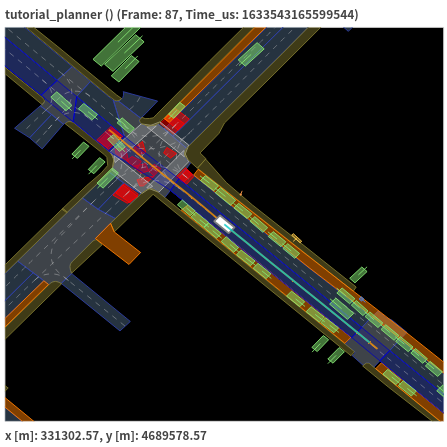 tutorial_planner () (Frame: 87, Time_us: 1633543165599544)
x [m]: 331302.57, y [m]: 4689578.57